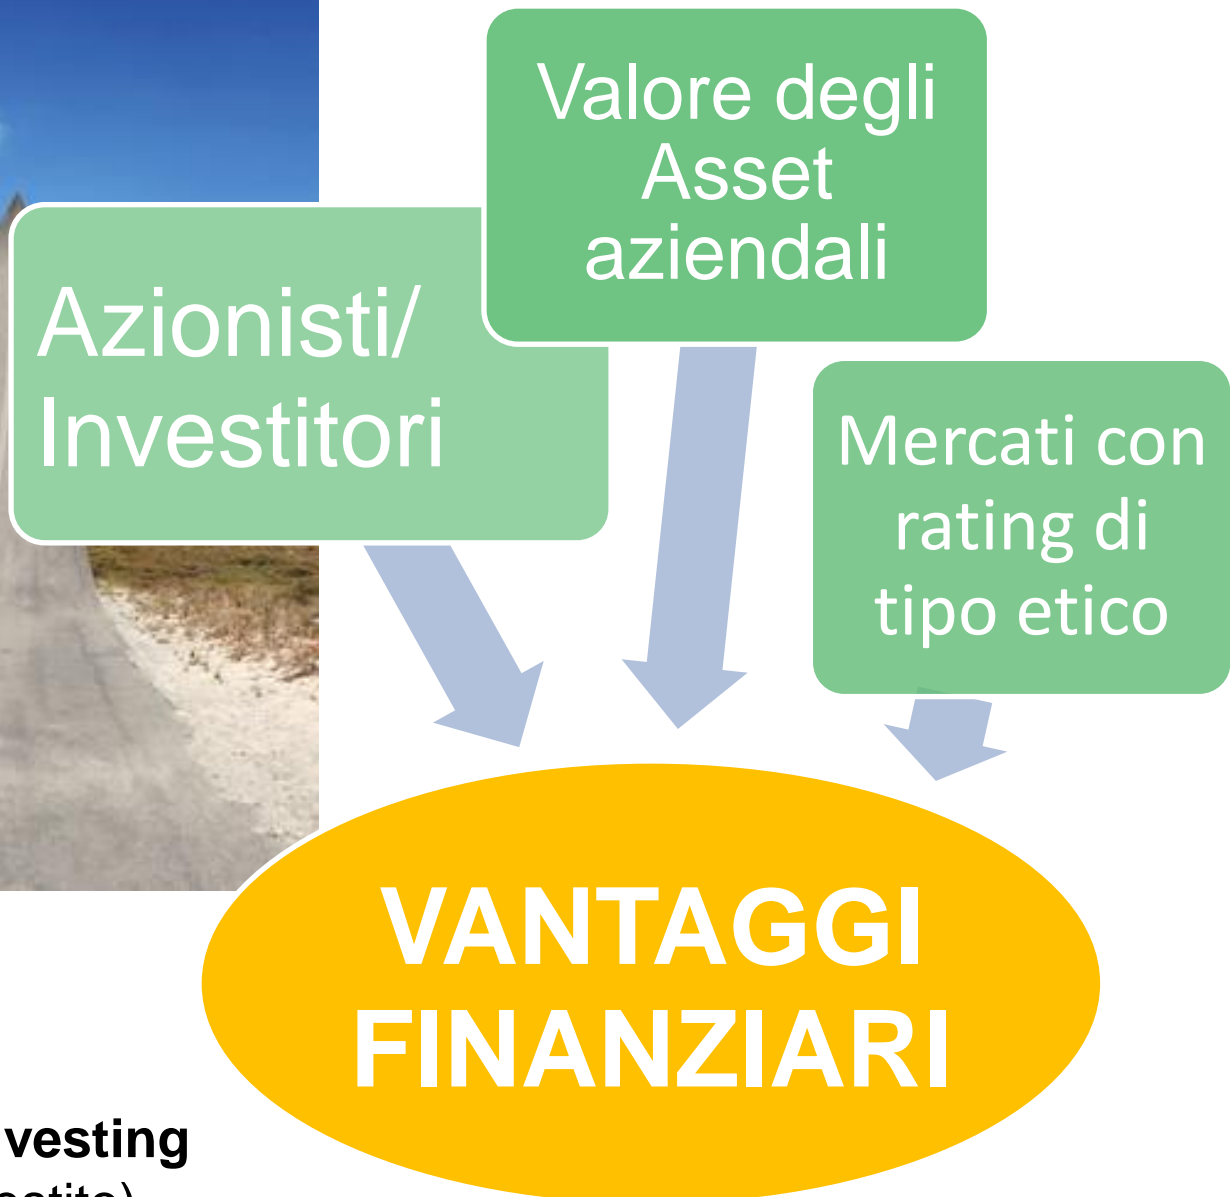 Valore degli
Asset
aziendali
Azionisti/
Investitori
Mercati con
rating di
tipo etico
VANTAGGI
FINANZIARI
vesting